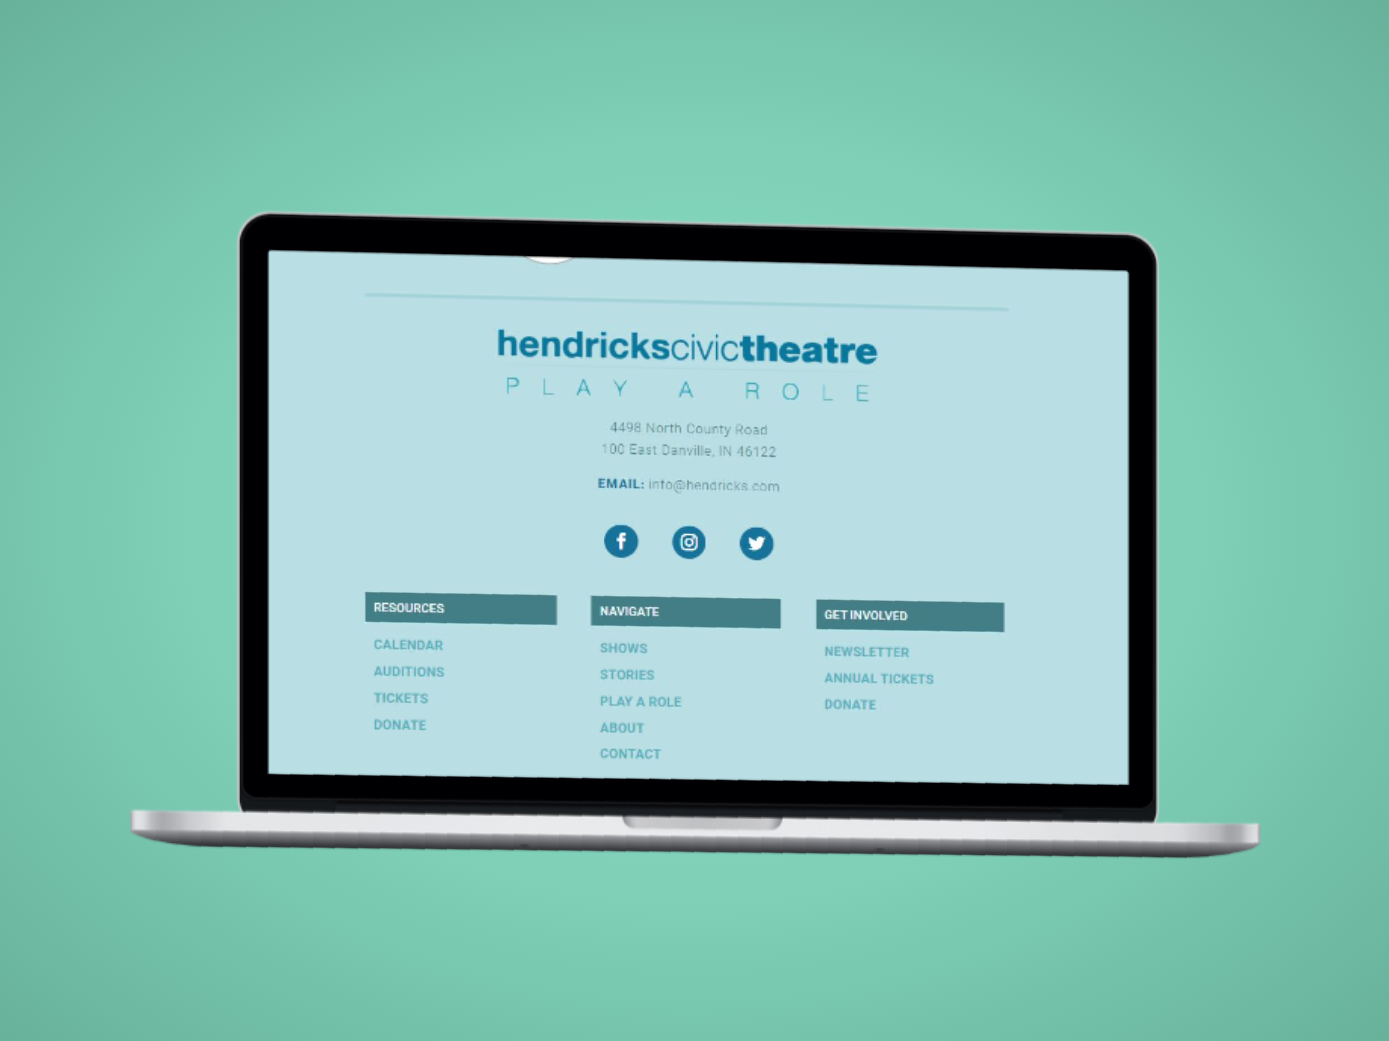 hendrickscivictheatre
PLAY A ROLE
4498 North County Road
100 East Danville, IN 46122
EMAIL: info@hendricks.com
RESOURCES
CALENDAR
AUDITIONS
TICKETS
DONATE
NAVIGATE
SHOWS
STORIES
PLAY A ROLE
ABOUT
CONTACT
GET INVOLVED
NEWSLETTER
ANNUAL TICKETS
DONATE